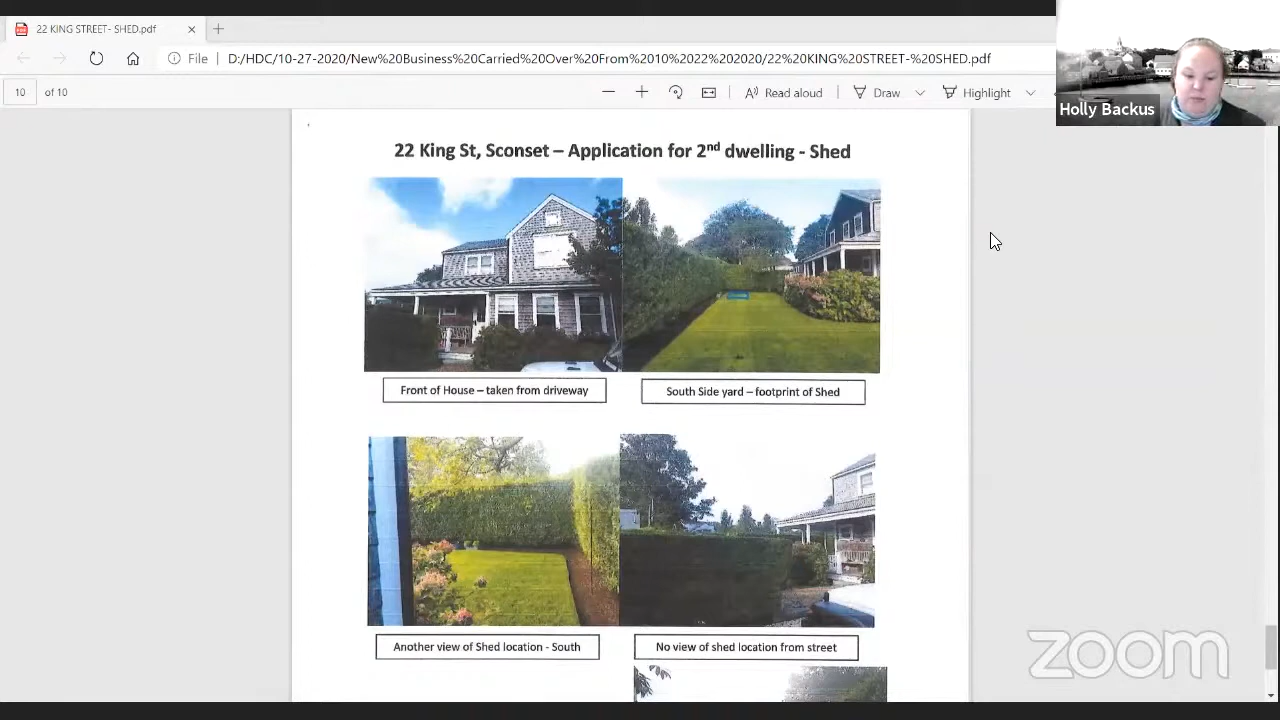 22 KING STREET- SHED.pdf
File
D:/HDC/10-27-2020/New%20Business%20Carried%20Over%20From%2010%2022%202020/22%20KING%20STREET-%20SHED.pdf
10 of 10
Read aloud
Draw
Highlight
Holly Backus
22 King St, Sconset – Application for 2nd dwelling - Shed
Front of House – taken from driveway
South Side yard – footprint of Shed
Another view of Shed location - South
No view of shed location from street
zoom